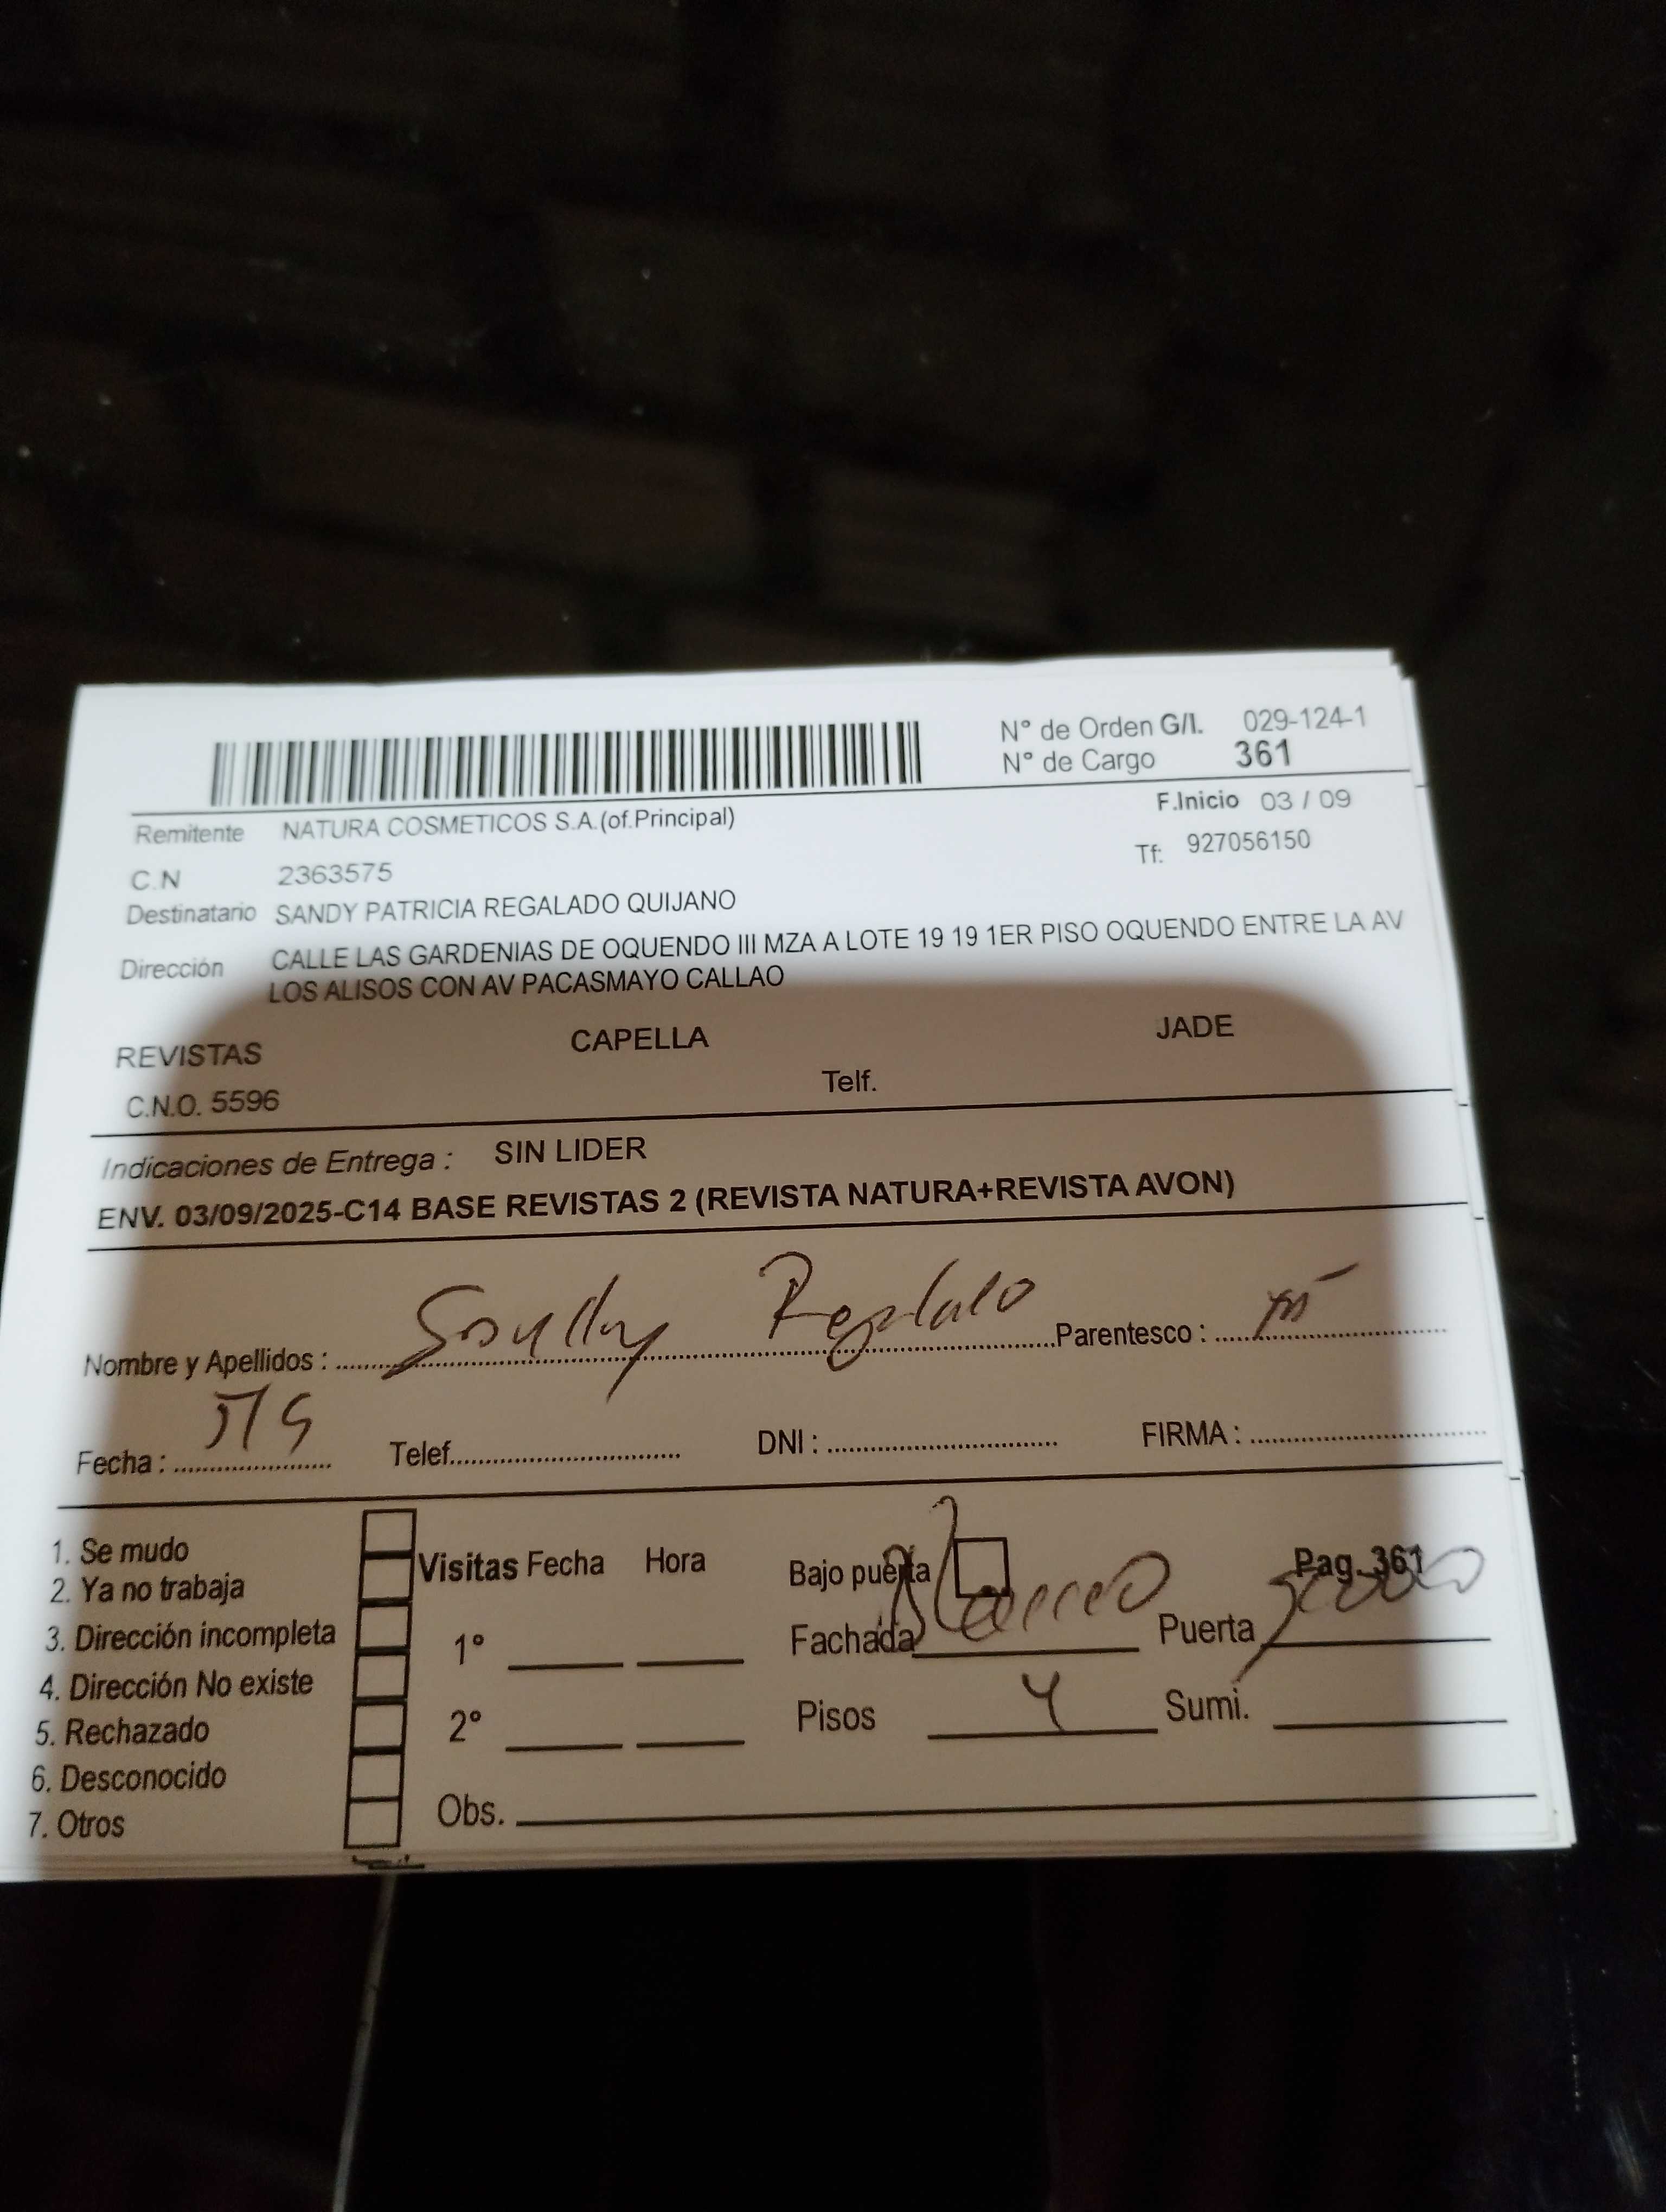 N° de Orden G/I. 029-124-1
N° de Cargo 361
F.Inicio 03 / 09
Remitente NATURA COSMETICOS S.A.(of.Principal)
Tf: 927056150
C.N 2363575
Destinatario SANDY PATRICIA REGALADO QUIJANO
Dirección CALLE LAS GARDENIAS DE OQUENDO III MZA A LOTE 19 19 1ER PISO OQUENDO ENTRE LA AV
LOS ALISOS CON AV PACASMAYO CALLAO
REVISTAS CAPELLA JADE
C.N.O. 5596 Telf.
Indicaciones de Entrega : SIN LIDER
ENV. 03/09/2025-C14 BASE REVISTAS 2 (REVISTA NATURA+REVISTA AVON)
Nombre y Apellidos : Parentesco :
Fecha : Telef. DNI : FIRMA :
1. Se mudo
2. Ya no trabaja
3. Dirección incompleta
4. Dirección No existe
5. Rechazado
6. Desconocido
7. Otros
Visitas Fecha Hora
1°
2°
Bajo puerta Pag. 361
Fachada Puerta
Pisos 4 Sumi.
Obs.